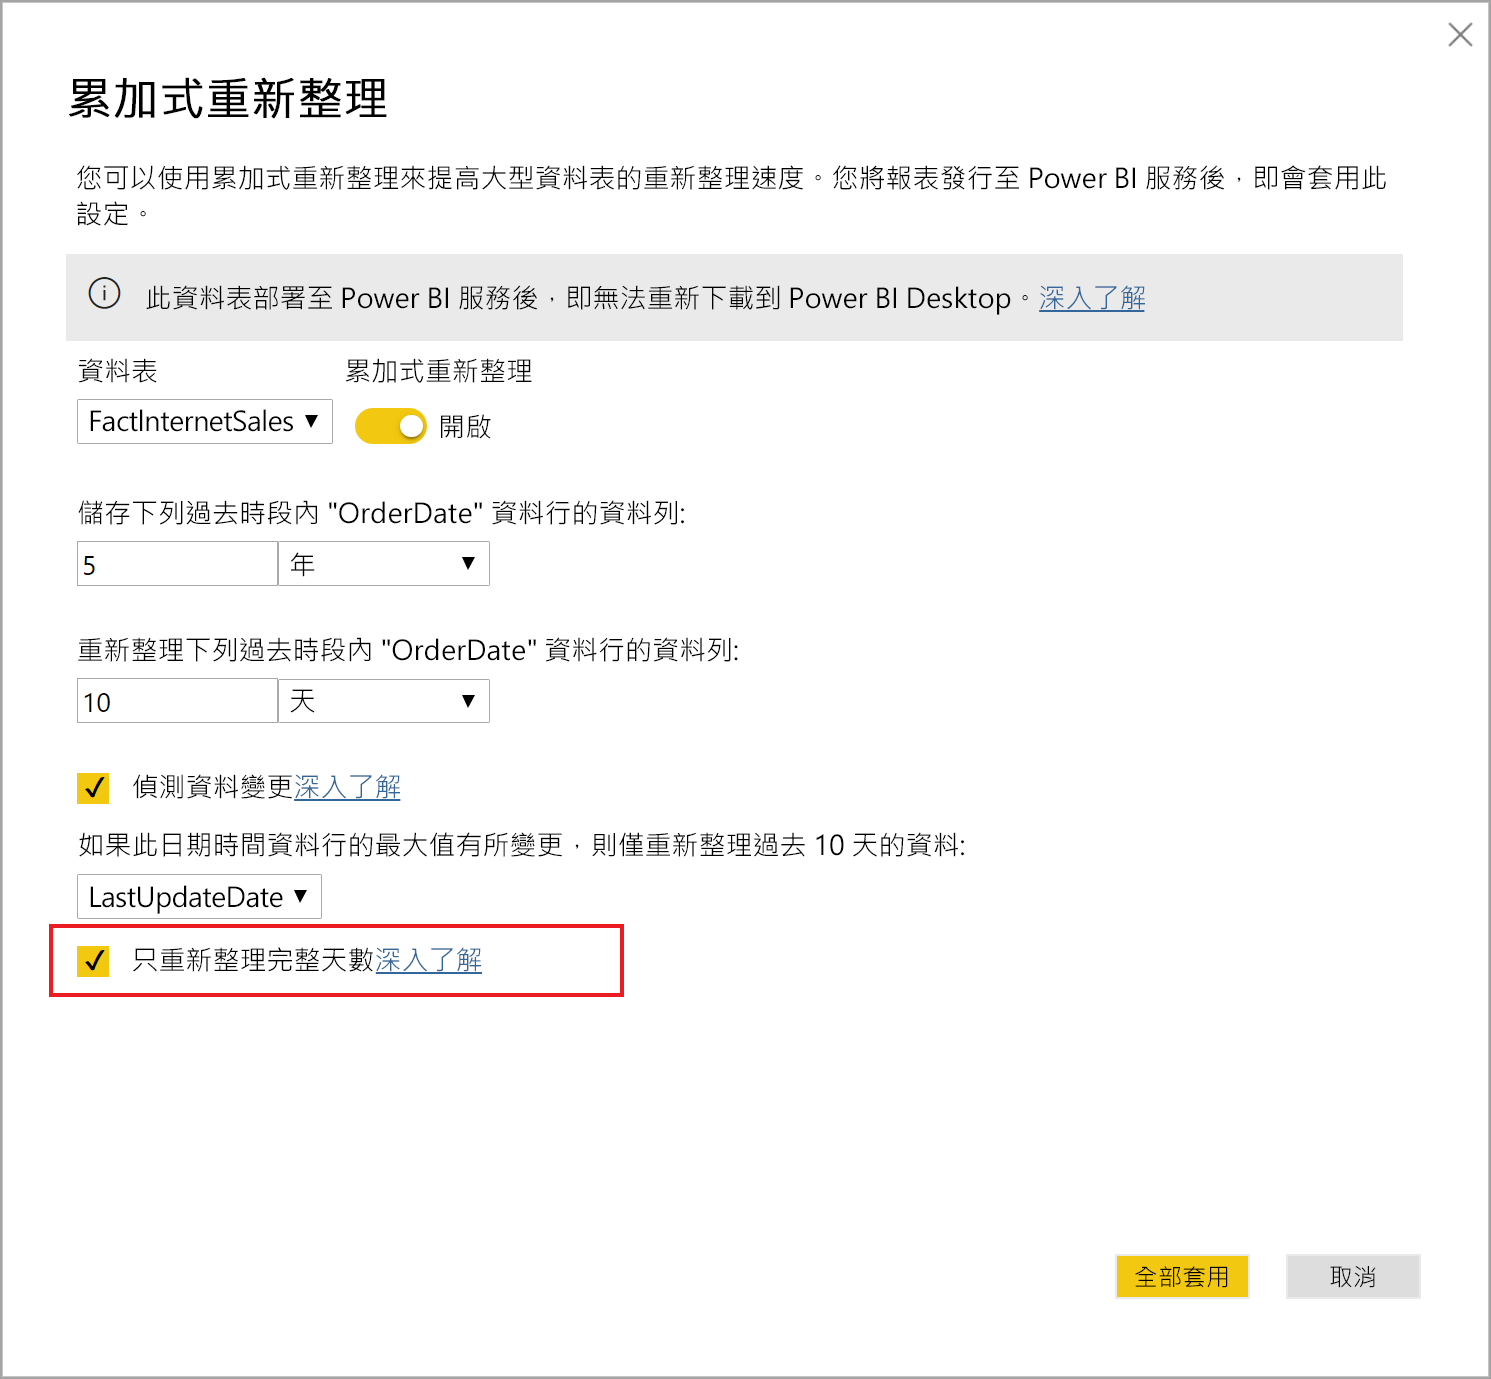 累加式重新整理
您可以使用累加式重新整理來提高大型資料表的重新整理速度。您將報表發行至 Power BI 服務後，即會套用此
設定。
此資料表部署至 Power BI 服務後，即無法重新下載到 Power BI Desktop。深入了解
資料表 累加式重新整理
FactInternetSales 開啟
儲存下列過去時段內 "OrderDate" 資料行的資料列:
5 年
重新整理下列過去時段內 "OrderDate" 資料行的資料列:
10 天
偵測資料變更深入了解
如果此日期時間資料行的最大值有所變更，則僅重新整理過去 10 天的資料:
LastUpdateDate
只重新整理完整天數深入了解
全部套用 取消